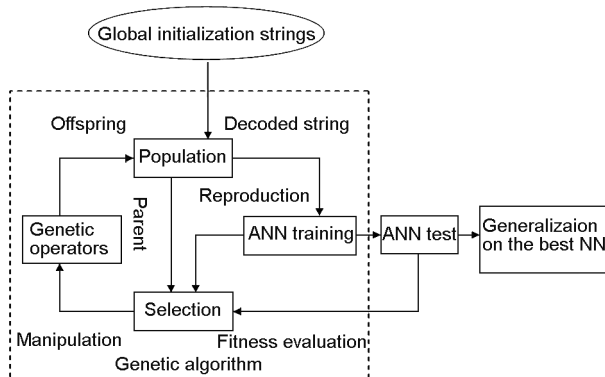 Global initialization strings
Offspring
Decoded string
Population
Reproduction
Parent
Genetic
operators
ANN training
ANN test
Generalizaion
on the best NN
Selection
Manipulation
Fitness evaluation
Genetic algorithm